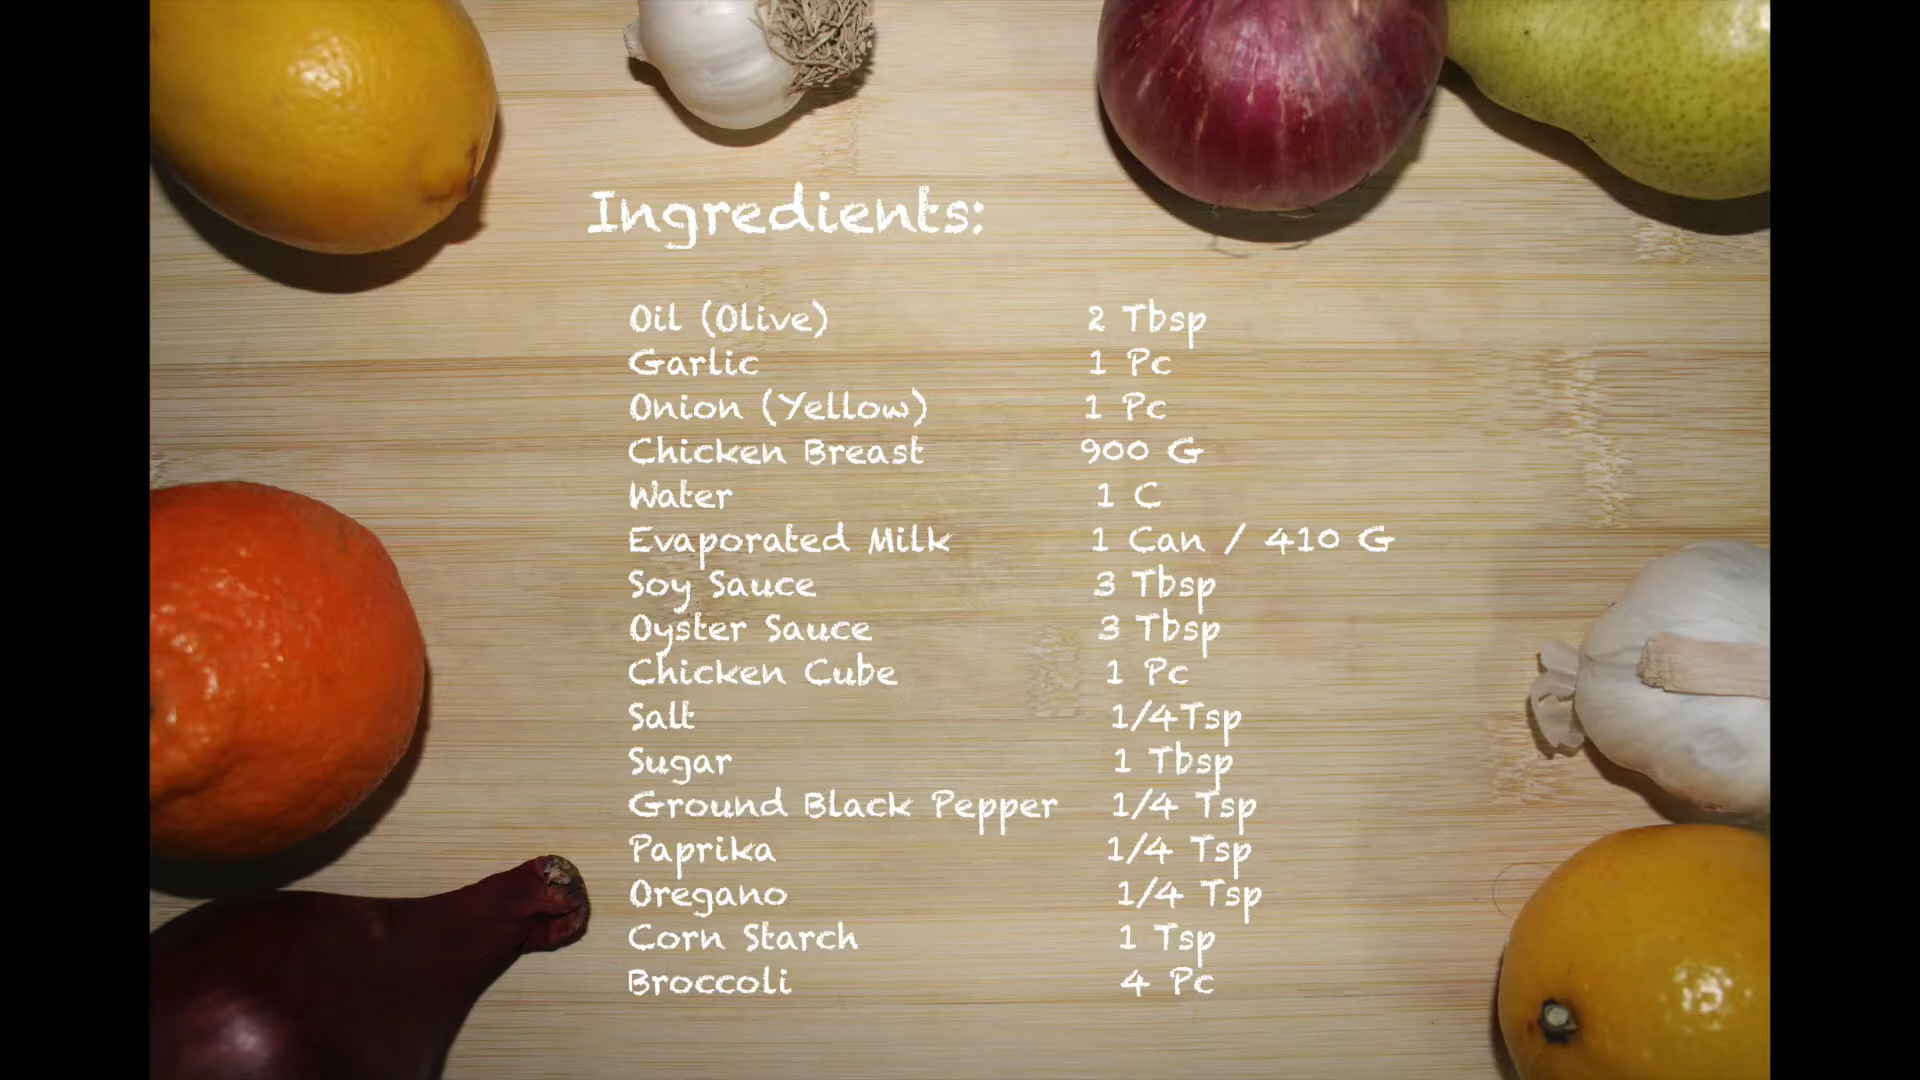 Ingredients:
Oil (Olive) 2 Tbsp
Garlic 1 Pc
Onion (Yellow) 1 Pc
Chicken Breast 900 G
Water 1 C
Evaporated Milk 1 Can / 410 G
Soy Sauce 3 Tbsp
Oyster Sauce 3 Tbsp
Chicken Cube 1 Pc
Salt 1/4Tsp
Sugar 1 Tbsp
Ground Black Pepper 1/4 Tsp
Paprika 1/4 Tsp
Oregano 1/4 Tsp
Corn Starch 1 Tsp
Broccoli 4 Pc